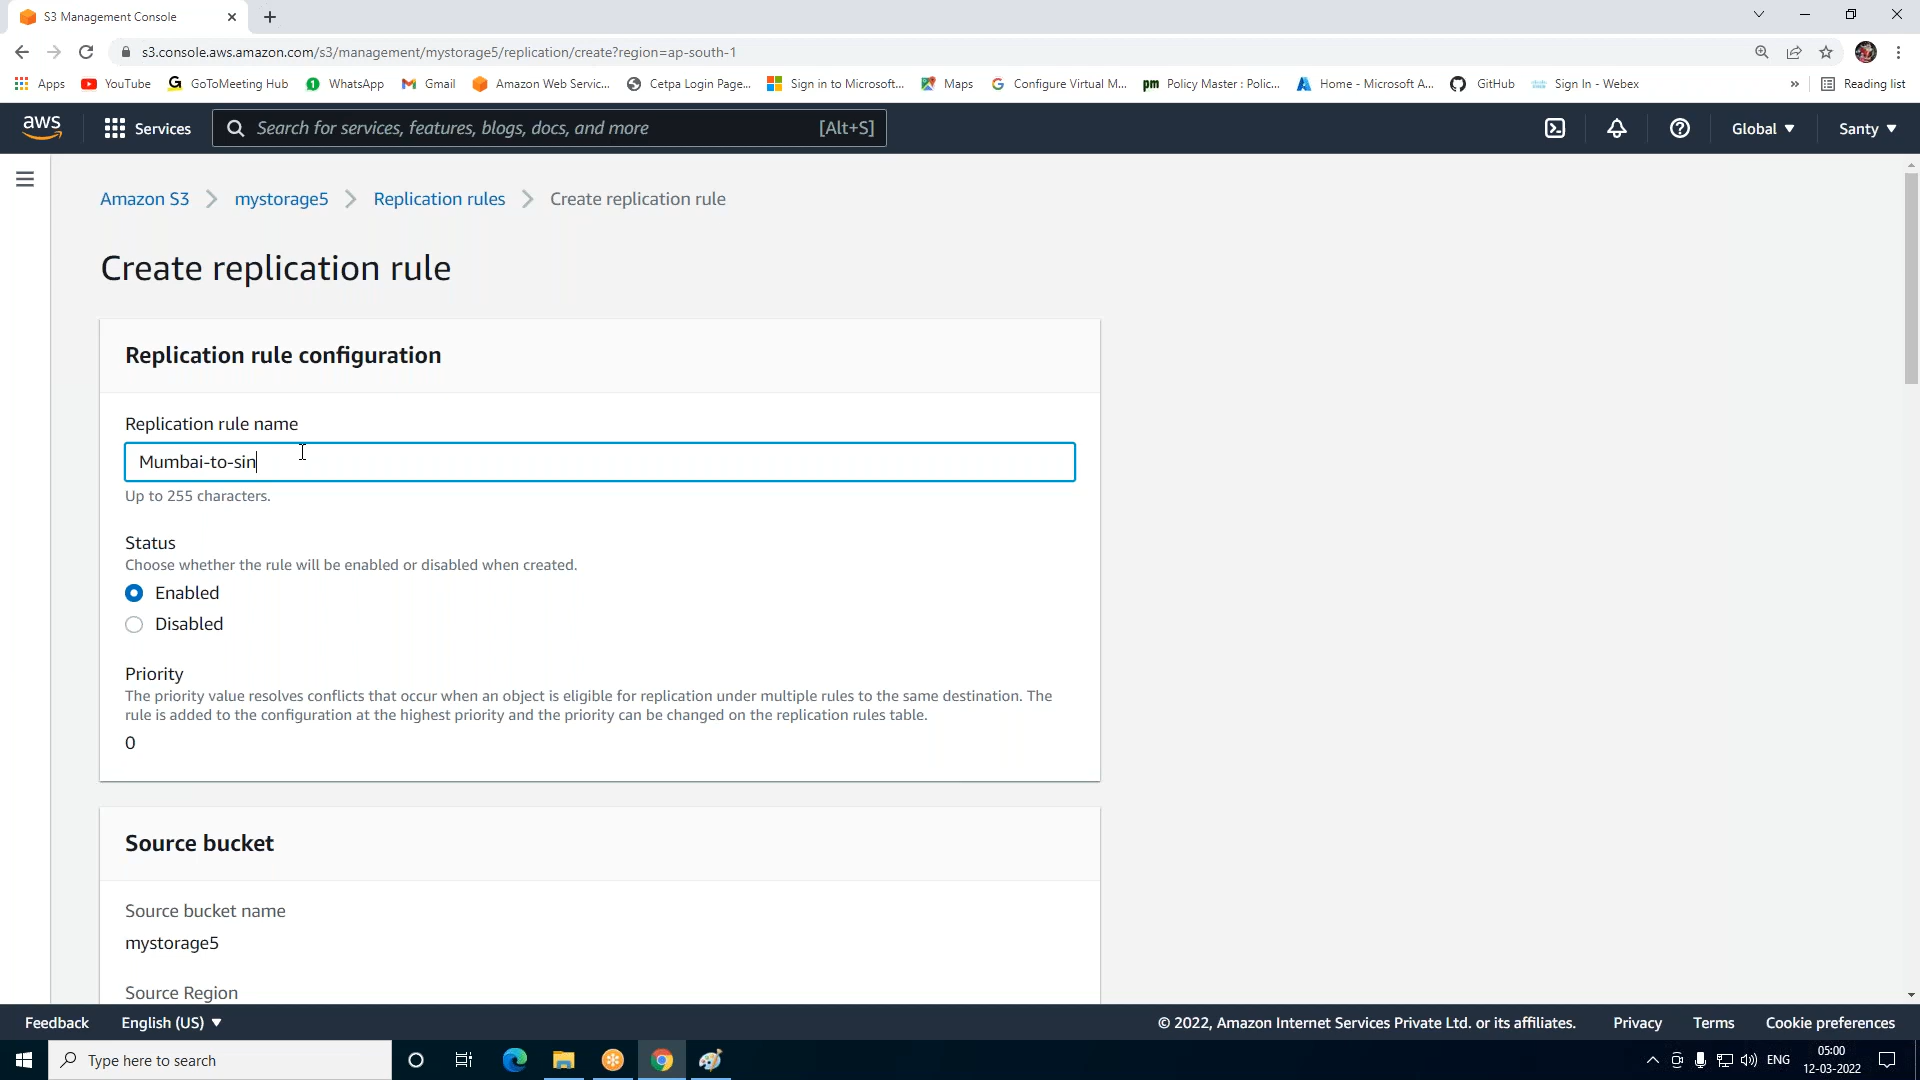 S3 Management Console
s3.console.aws.amazon.com/s3/management/mystorage5/replication/create?region=ap-south-1
Apps YouTube GoToMeeting Hub WhatsApp Gmail Amazon Web Servic... Cetpa Login Page... Sign in to Microsoft... Maps Configure Virtual M... pm Policy Master : Polic... Home - Microsoft A... GitHub Sign In - Webex » Reading list
aws Services Search for services, features, blogs, docs, and more [Alt+S] Global Santy
Amazon S3 mystorage5 Replication rules Create replication rule
Create replication rule
Replication rule configuration
Replication rule name
Mumbai-to-sin
Up to 255 characters.
Status
Choose whether the rule will be enabled or disabled when created.
Enabled
Disabled
Priority
The priority value resolves conflicts that occur when an object is eligible for replication under multiple rules to the same destination. The
rule is added to the configuration at the highest priority and the priority can be changed on the replication rules table.
0
Source bucket
Source bucket name
mystorage5
Source Region
Feedback English (US) © 2022, Amazon Internet Services Private Ltd. or its affiliates. Privacy Terms Cookie preferences
Type here to search ENG 05:00
12-03-2022